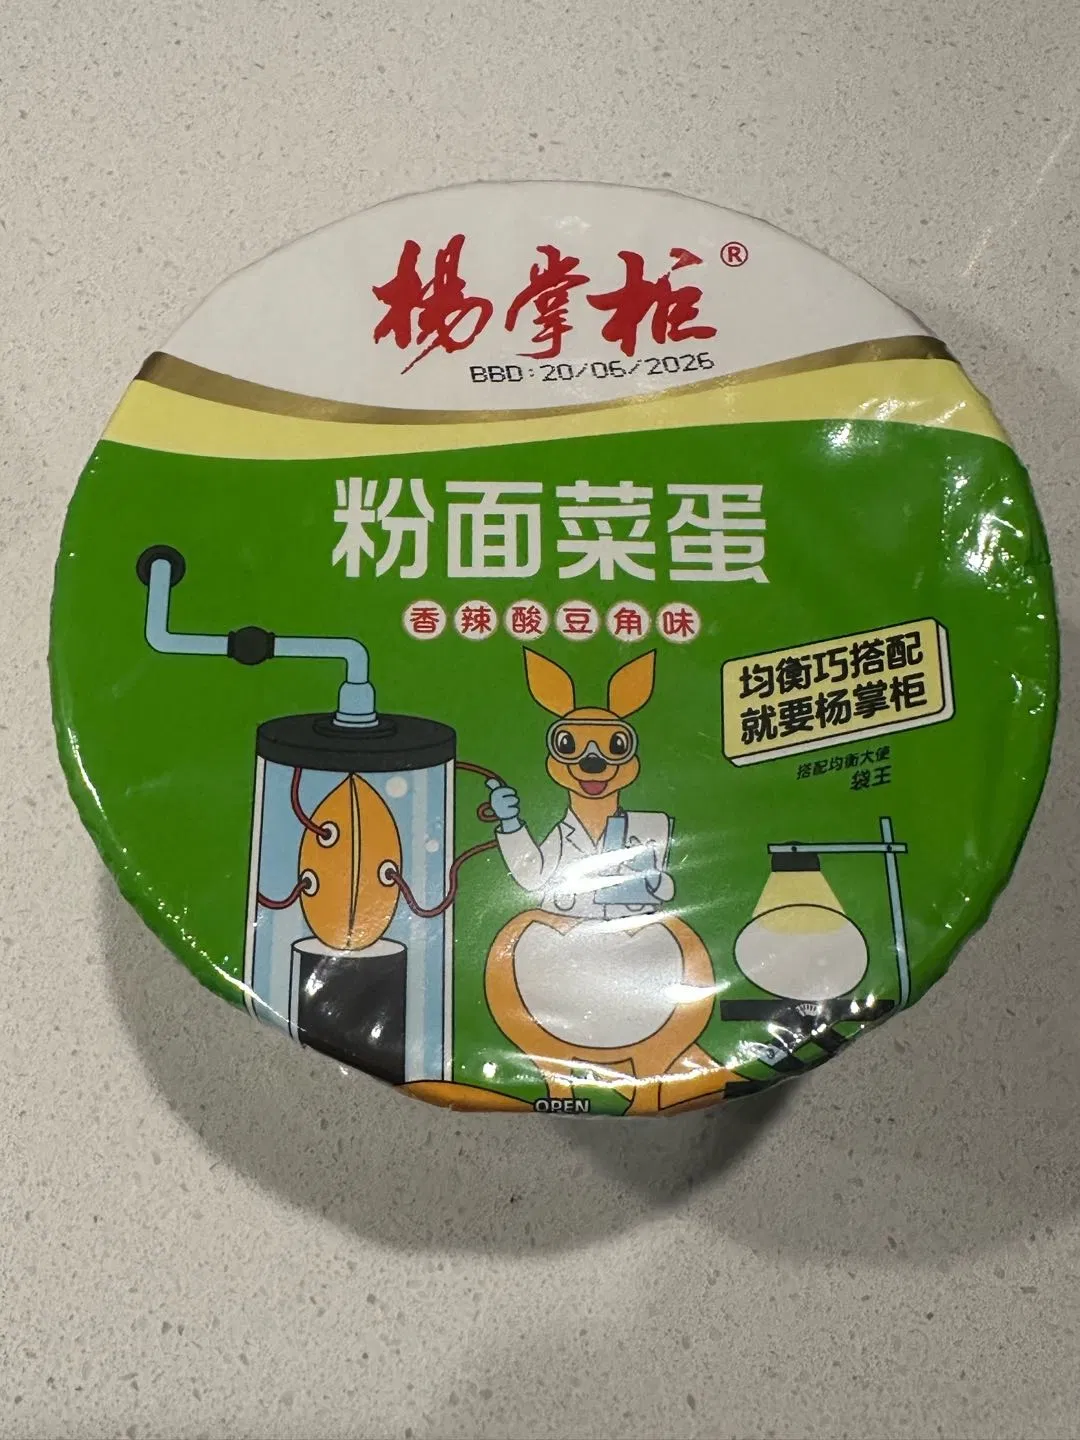 楊掌柜®
BBD:20/06/2026
粉面菜蛋
香辣酸豆角味
均衡巧搭配
就要杨掌柜
搭配均衡大使
袋王
OPEN